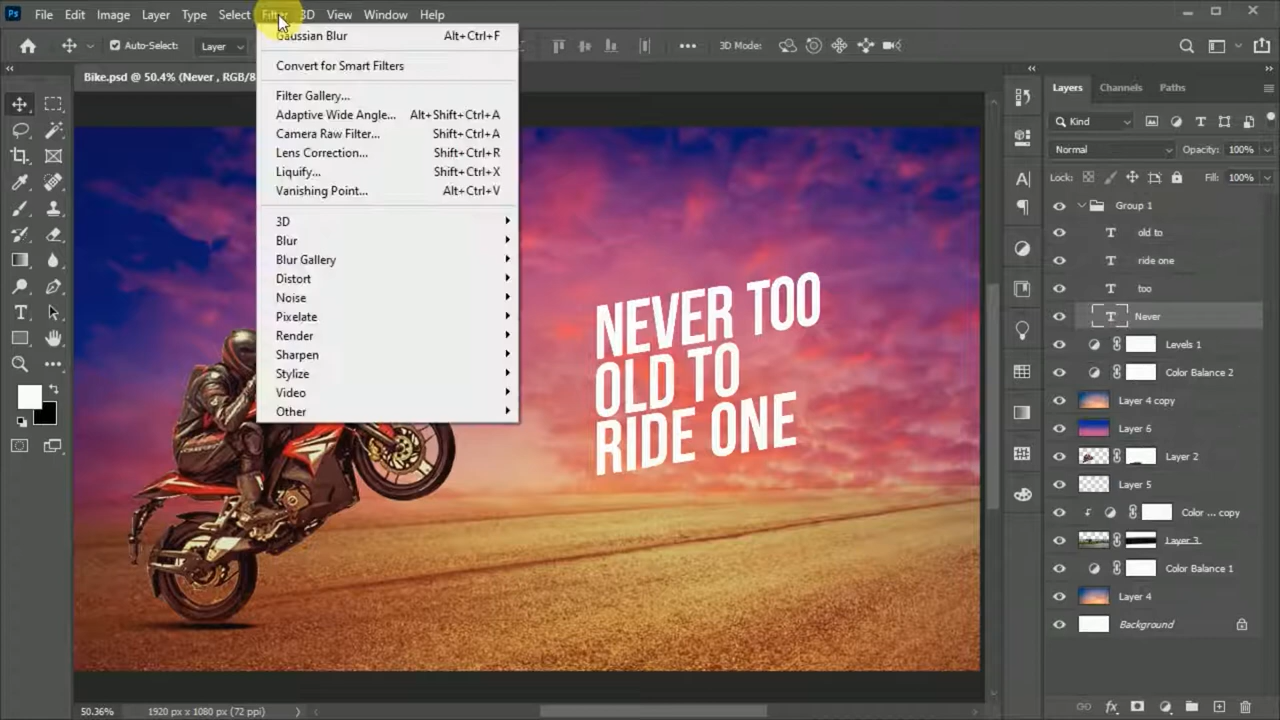 Ps File Edit Image Layer Type Select Filter 3D View Window Help
Auto-Select: Layer 3D Mode:
Bike.psd @ 50.4% (Never , RGB/8
Gaussian Blur Alt+Ctrl+F
Convert for Smart Filters
Filter Gallery...
Adaptive Wide Angle... Alt+Shift+Ctrl+A
Camera Raw Filter... Shift+Ctrl+A
Lens Correction... Shift+Ctrl+R
Liquify... Shift+Ctrl+X
Vanishing Point... Alt+Ctrl+V
3D
Blur
Blur Gallery
Distort
Noise
Pixelate
Render
Sharpen
Stylize
Video
Other
NEVER TOO
OLD TO
RIDE ONE
Layers Channels Paths
Kind
Normal Opacity: 100%
Lock: Fill: 100%
Group 1
old to
ride one
too
Never
Levels 1
Color Balance 2
Layer 4 copy
Layer 6
Layer 2
Layer 5
Color ... copy
Layer 3
Color Balance 1
Layer 4
Background
50.36% 1920 px x 1080 px (72 ppi)